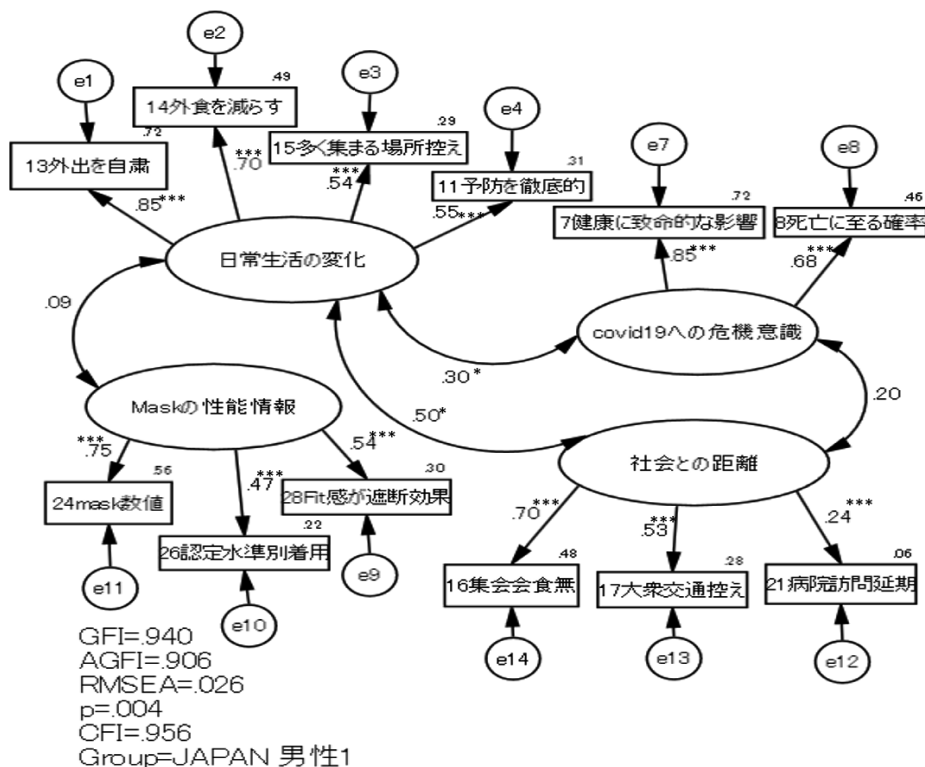 e2
e1
.49
e3
14外食を減らす
e4
.29
.72
***
.70
15多く集まる場所控え
e7
e8
13外出を自粛
***
.54
.31
11予防を徹底的
.72
.46
.85***
.55***
7健康に致命的な影響
8死亡に至る確率
日常生活の変化
.85***
.68***
.09
covid19への危機意識
.30*
Maskの性能情報
.50*
.20
***
.75
.54***
社会との距離
.56
.47***
.30
24mask数値
28Fit感が遮断効果
.70***
.53***
.24***
.22
26認定水準別着用
.48
.28
.06
16集会会食無
17大衆交通控え
21病院訪問延期
e11
e9
e10
e14
e13
e12
GFI=.940
AGFI=.906
RMSEA=.026
p=.004
CFI=.956
Group=JAPAN 男性1